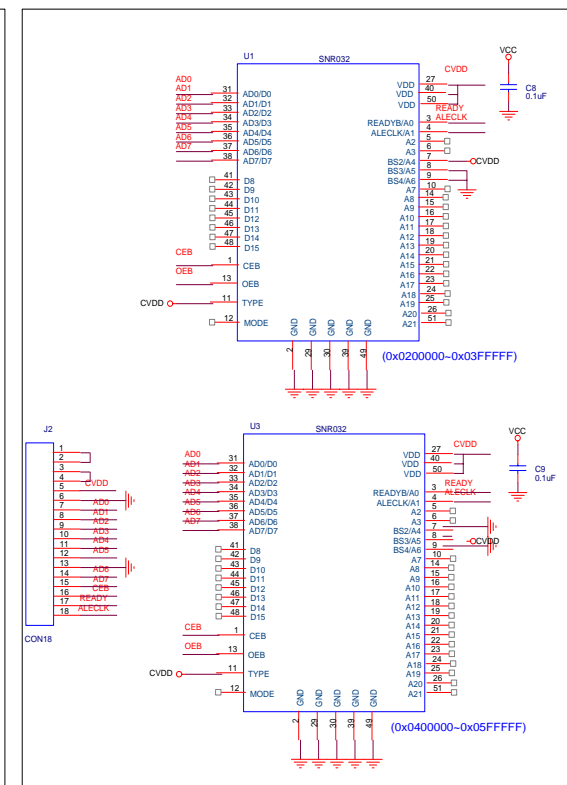 U1
SNR032
AD0
AD1
AD2
AD3
AD4
AD5
AD6
AD7
31 AD0/D0
32 AD1/D1
33 AD2/D2
34 AD3/D3
35 AD4/D4
36 AD5/D5
37 AD6/D6
38 AD7/D7
41 D8
42 D9
43 D10
44 D11
45 D12
46 D13
47 D14
48 D15
CEB 1 CEB
OEB 13 OEB
CVDD 11 TYPE
12 MODE
VDD 27 CVDD
VDD 40
VDD 50
READYB/A0 3 READY
ALECLK/A1 4 ALECLK
A2 5
A3 6
BS2/A4 7 CVDD
BS3/A5 8
BS4/A6 9
A7 10
A8 14
A9 15
A10 16
A11 17
A12 18
A13 19
A14 20
A15 21
A16 22
A17 23
A18 24
A19 25
A20 26
A21 51
GND GND GND GND GND
2 29 30 39 49
(0x0200000~0x03FFFFF)
VCC
C8
0.1uF
J2
1
2
3
4
5 CVDD
6
7 AD0
8 AD1
9 AD2
10 AD3
11 AD4
12 AD5
13
14 AD6
15 AD7
16 CEB
17 READY
18 ALECLK
CON18
U3
SNR032
AD0
AD1
AD2
AD3
AD4
AD5
AD6
AD7
31 AD0/D0
32 AD1/D1
33 AD2/D2
34 AD3/D3
35 AD4/D4
36 AD5/D5
37 AD6/D6
38 AD7/D7
41 D8
42 D9
43 D10
44 D11
45 D12
46 D13
47 D14
48 D15
CEB 1 CEB
OEB 13 OEB
CVDD 11 TYPE
12 MODE
VDD 27 CVDD
VDD 40
VDD 50
READYB/A0 3 READY
ALECLK/A1 4 ALECLK
A2 5
A3 6
BS2/A4 7
BS3/A5 8 CVDD
BS4/A6 9
A7 10
A8 14
A9 15
A10 16
A11 17
A12 18
A13 19
A14 20
A15 21
A16 22
A17 23
A18 24
A19 25
A20 26
A21 51
GND GND GND GND GND
2 29 30 39 49
(0x0400000~0x05FFFFF)
VCC
C9
0.1uF